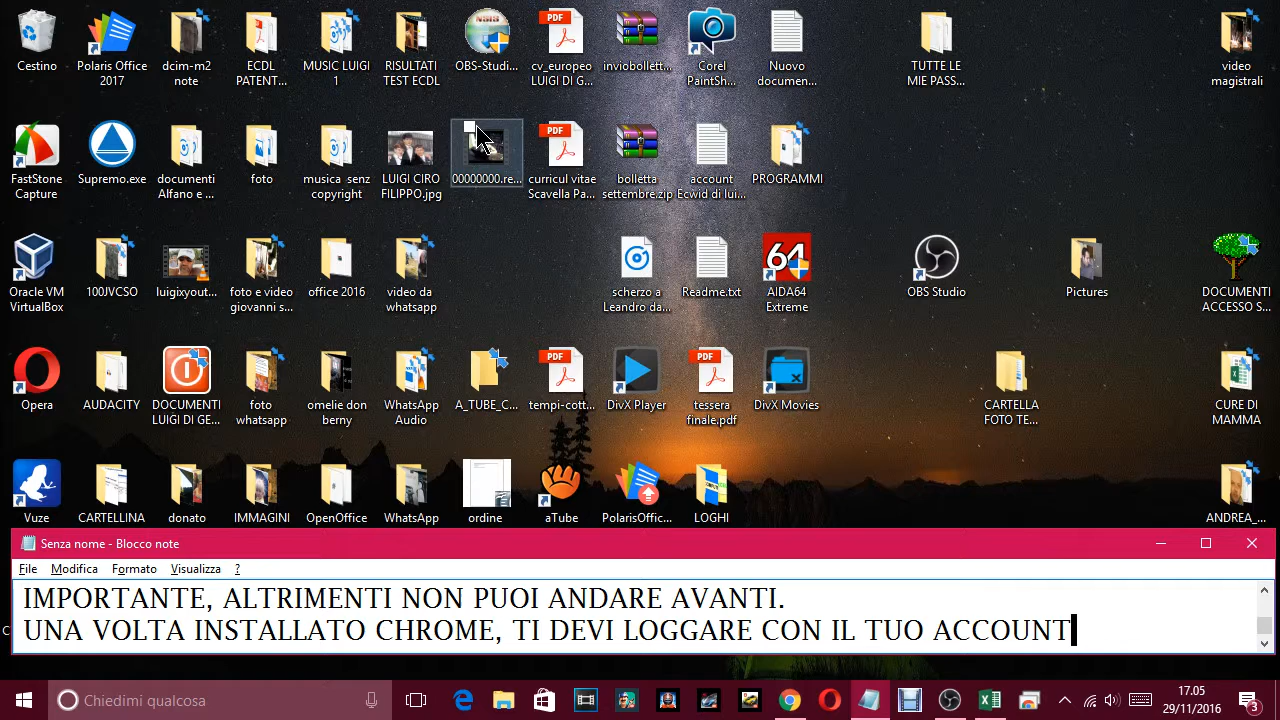 Cestino
Polaris Office
2017
dcim-m2
note
ECDL
PATENT...
MUSIC LUIGI
1
RISULTATI
TEST ECDL
NSIS
OBS-Studi...
PDF
cv_europeo
LUIGI DI G...
inviobollett...
Corel
PaintSh...
Nuovo
documen...
TUTTE LE
MIE PASS...
video
magistrali
FastStone
Capture
Supremo.exe
documenti
Alfano e ...
foto
musica senz
copyright
LUIGI CIRO
FILIPPO.jpg
00000000.re...
PDF
curricul vitae
Scavella Pa...
bolletta
settembre.zip
account
Ecwid di lui...
PROGRAMMI
Oracle VM
VirtualBox
100JVCSO
luigixyout...
foto e video
giovanni s...
office 2016
video da
whatsapp
scherzo a
Leandro da...
Readme.txt
64
AIDA64
Extreme
OBS Studio
Pictures
DOCUMENTI
ACCESSO S...
Opera
AUDACITY
DOCUMENTI
LUIGI DI GE...
foto
whatsapp
omelie don
berny
WhatsApp
Audio
A_TUBE_C...
PDF
tempi-cott...
DivX Player
PDF
tessera
finale.pdf
DivX Movies
CARTELLA
FOTO TE...
CURE DI
MAMMA
Vuze
CARTELLINA
donato
IMMAGINI
OpenOffice
WhatsApp
ordine
aTube
PolarisOffic...
LOGHI
ANDREA_...
Senza nome - Blocco note
File Modifica Formato Visualizza ?
IMPORTANTE, ALTRIMENTI NON PUOI ANDARE AVANTI.
UNA VOLTA INSTALLATO CHROME, TI DEVI LOGGARE CON IL TUO ACCOUNT
Chiedimi qualcosa
17.05
29/11/2016
3